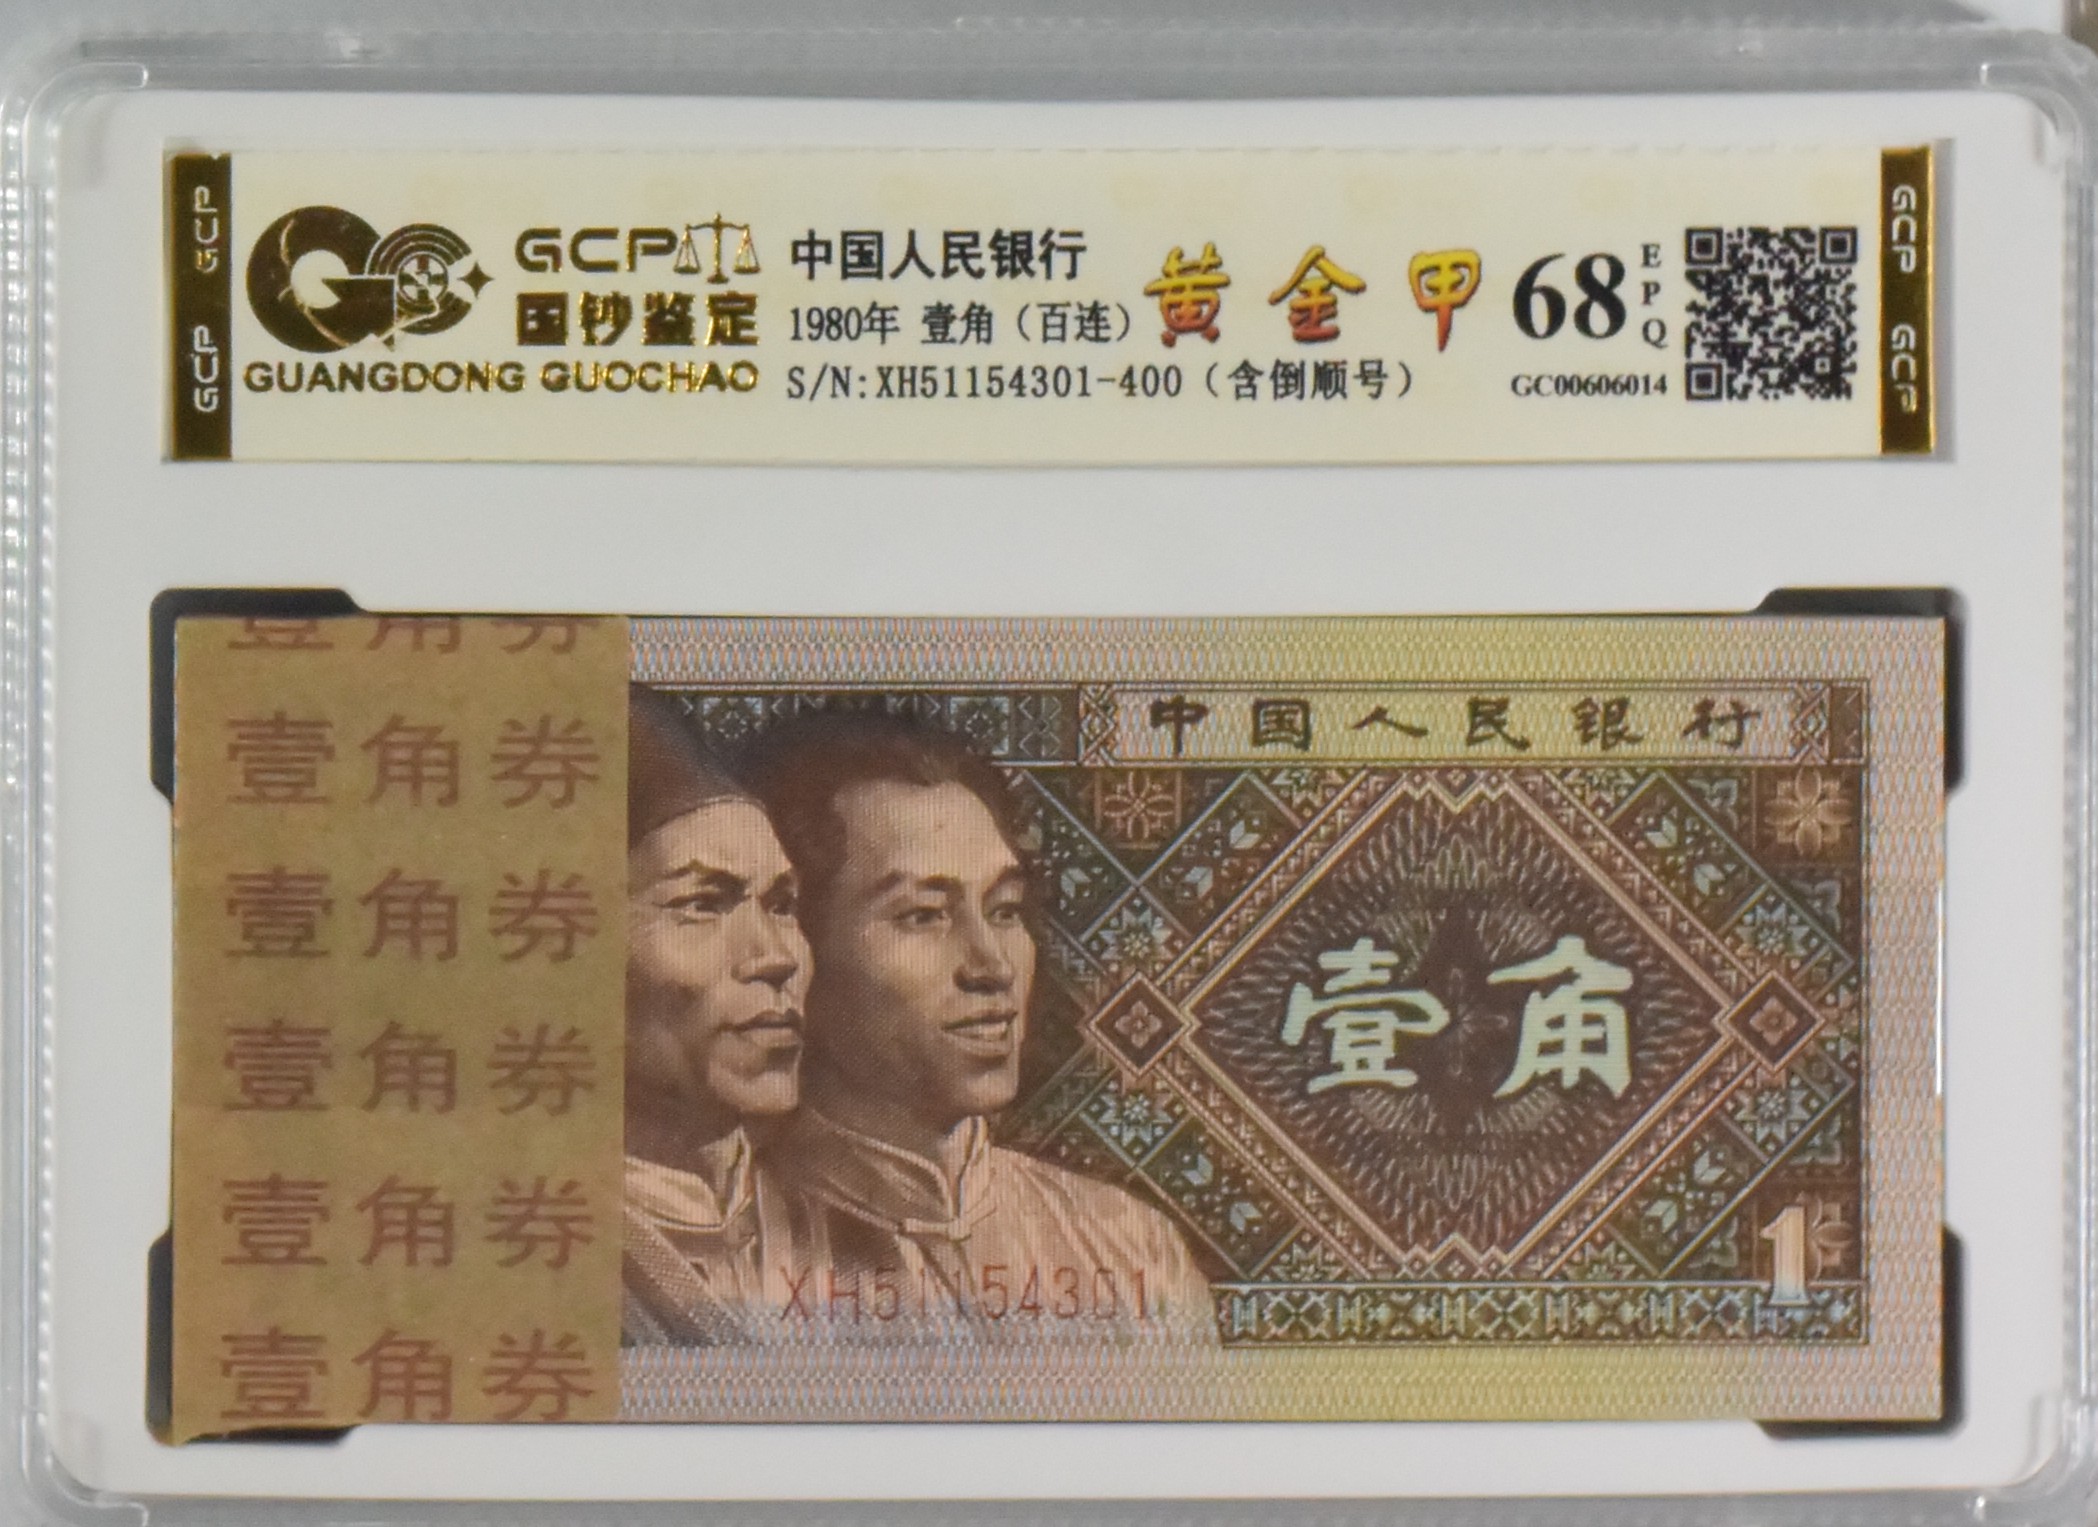 GCP GCP
GCP
国钞鉴定
GUANGDONG GUOCHAO
中国人民银行
1980年 壹角（百连）
S/N:XH51154301-400（含倒顺号）
黄金甲
68
EPQ
GC00606014
GCP GCP
壹角券
壹角券
壹角券
壹角券
壹角券
壹角券
中国人民银行
壹角
1
XH51154301